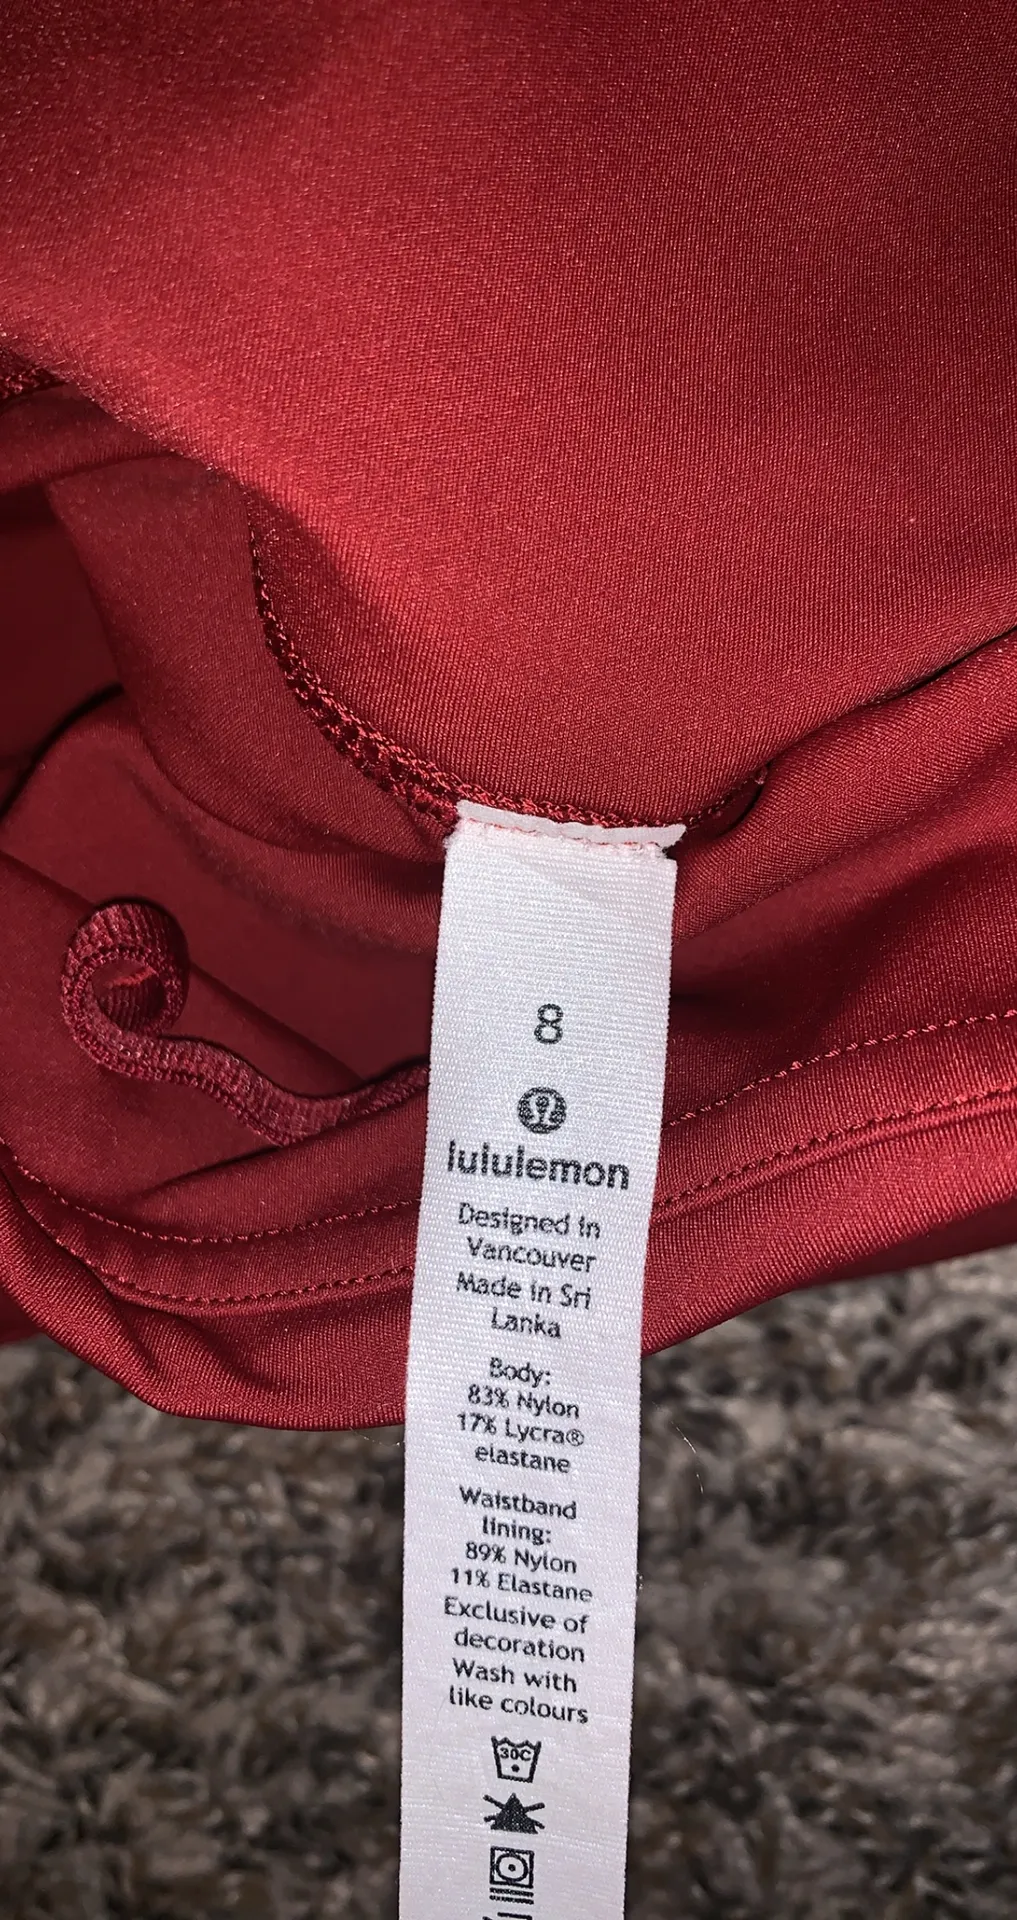 8
lululemon
Designed in
Vancouver
Made in Sri
Lanka
Body:
83% Nylon
17% Lycra®
elastane
Waistband
lining:
89% Nylon
11% Elastane
Exclusive of
decoration
Wash with
like colours
30C